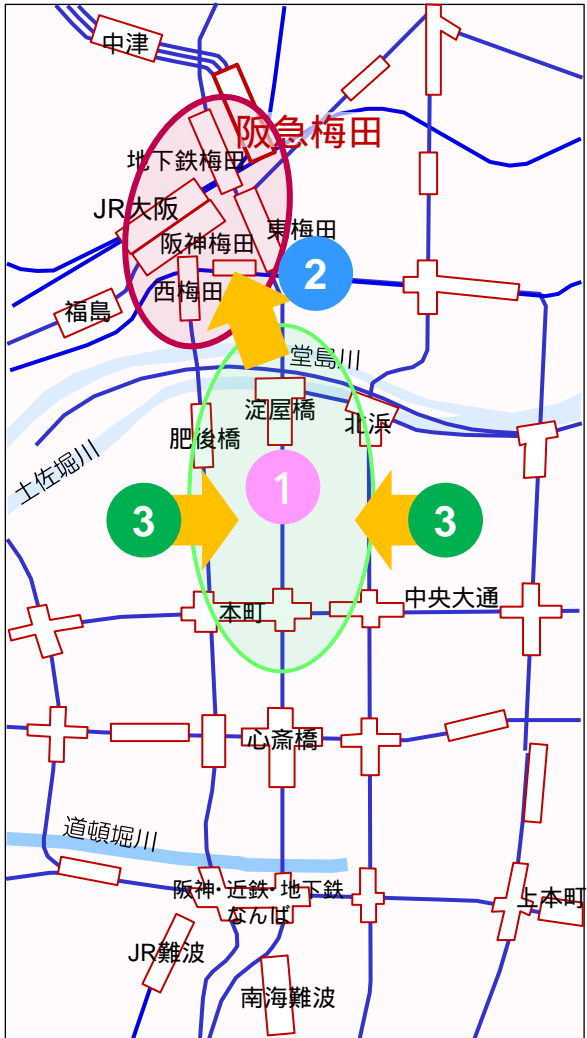 中津
阪急梅田
地下鉄梅田
JR大阪
東梅田
阪神梅田
2
西梅田
福島
堂島川
淀屋橋
北浜
肥後橋
土佐堀川
1
3
3
中央大通
本町
心斎橋
道頓堀川
阪神・近鉄・地下鉄
なんば
上本町
JR難波
南海難波